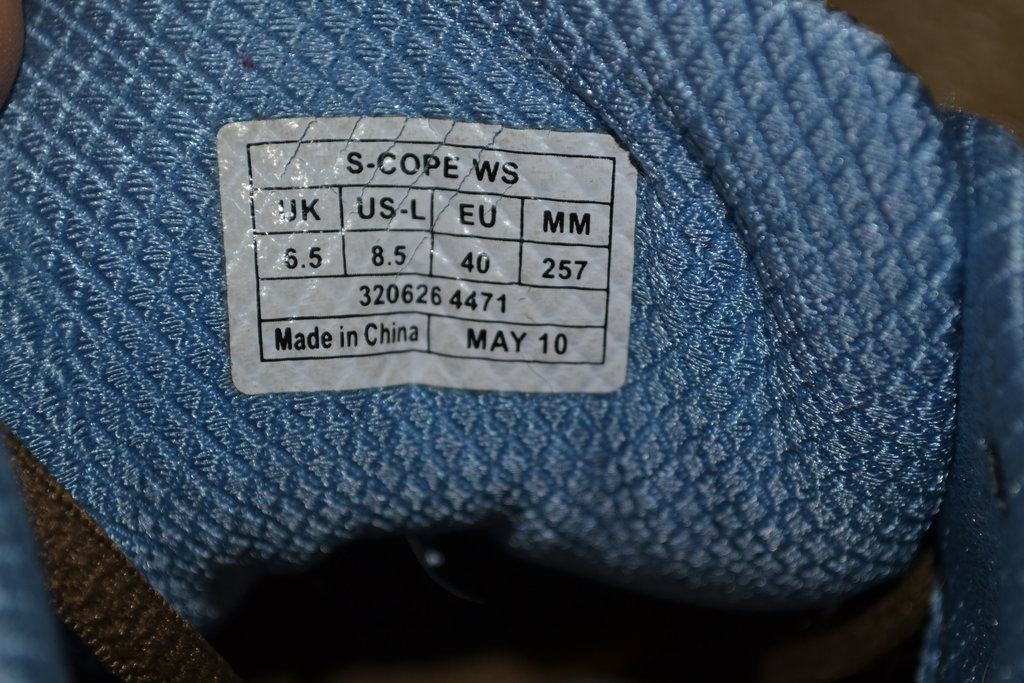 S-COPE WS
UK US-L EU MM
6.5 8.5 40 257
320626 4471
Made in China MAY 10